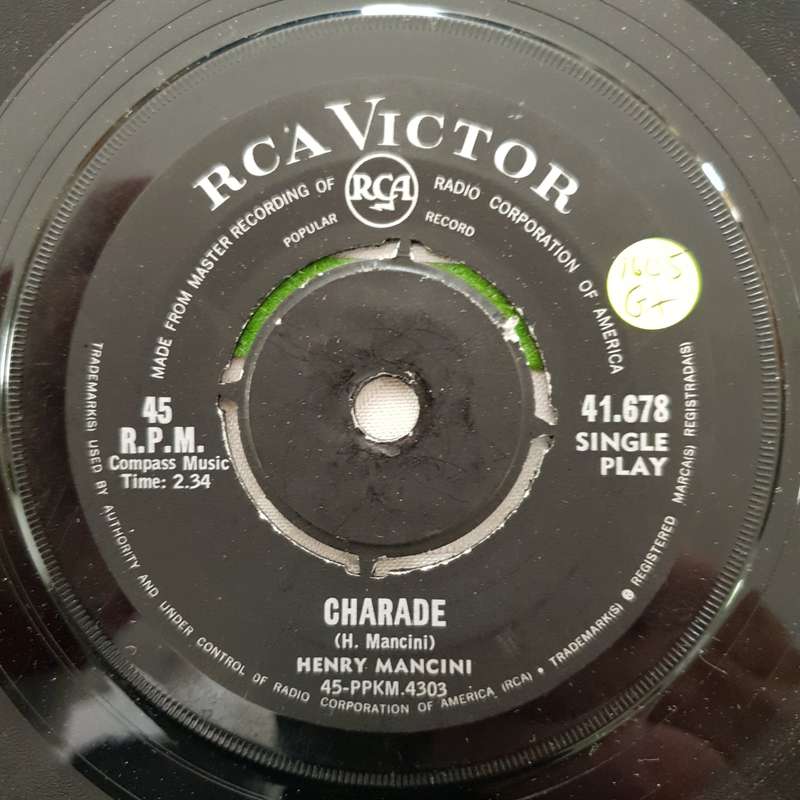 RCA VICTOR
RCA
MADE FROM MASTER RECORDING OF RADIO CORPORATION OF AMERICA
POPULAR RECORD
45
R.P.M.
Compass Music
Time: 2.34
41.678
SINGLE
PLAY
CHARADE
(H. Mancini)
HENRY MANCINI
45-PPKM.4303
TRADEMARK(S) USED BY AUTHORITY AND UNDER CONTROL OF RADIO CORPORATION OF AMERICA (RCA) • TRADEMARK(S) ® REGISTERED • MARCA(S) REGISTRADA(S)
G+